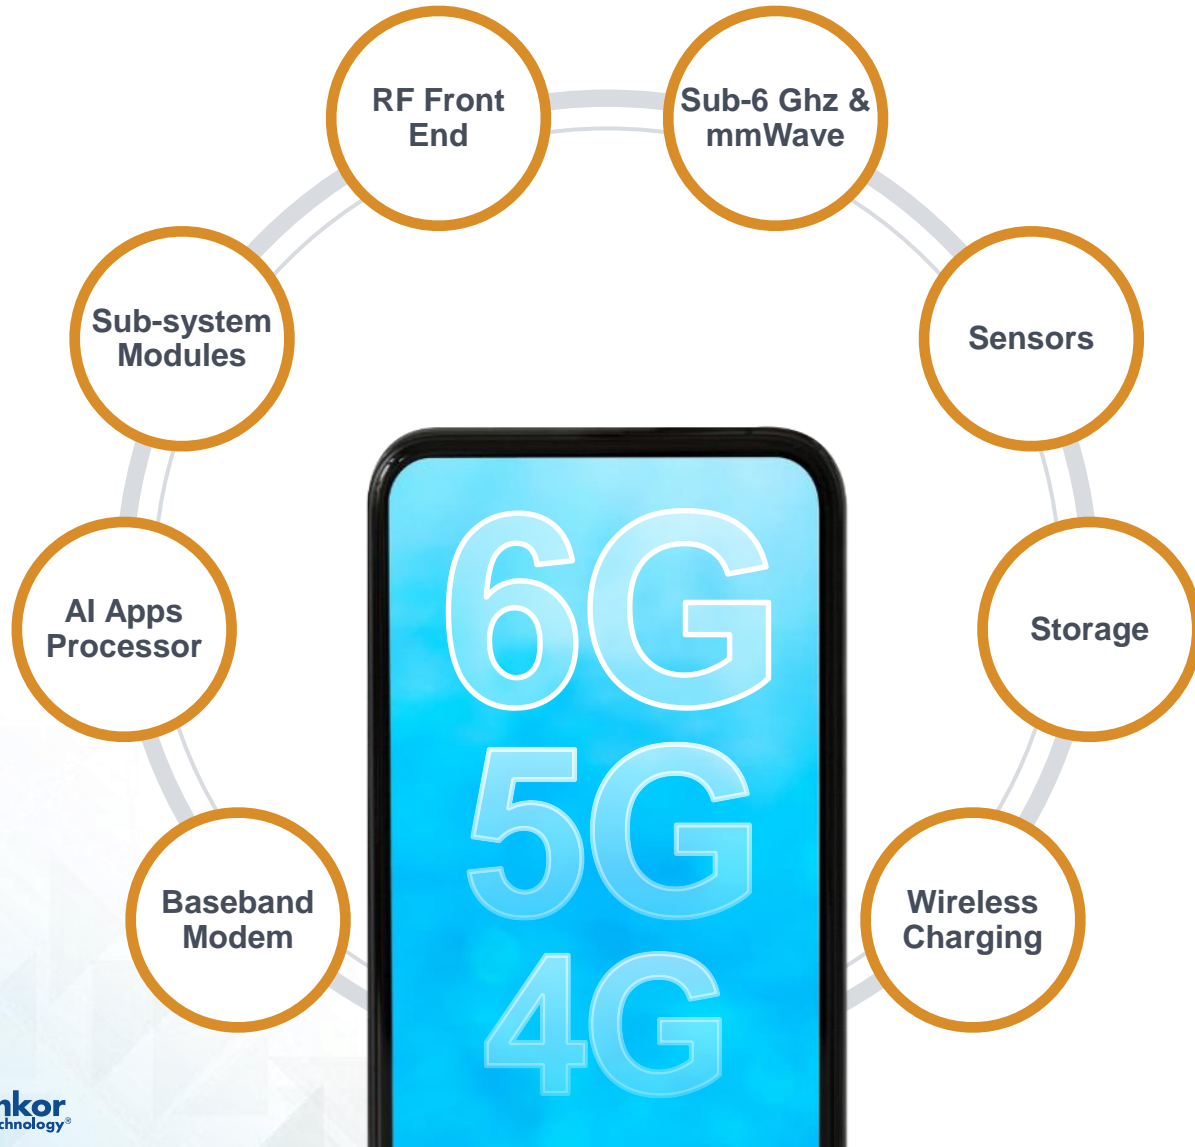 RF Front
End
Sub-6 Ghz &
mmWave
Sub-system
Modules
Sensors
AI Apps
Processor
Storage
Baseband
Modem
Wireless
Charging
6G
5G
4G